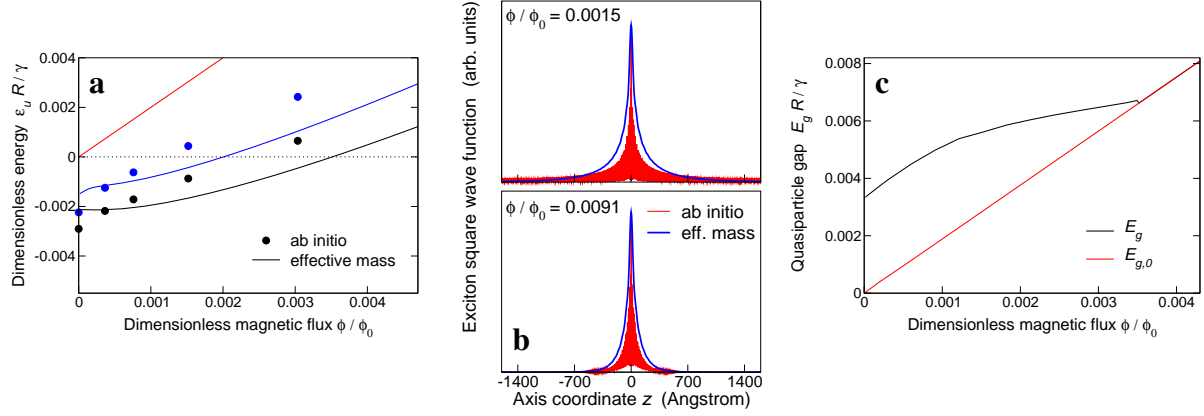 a
Dimensionless energy ε_u R / γ
0.004
0.002
0
-0.002
-0.004
ab initio
effective mass
0
0.001
0.002
0.003
0.004
Dimensionless magnetic flux ϕ / ϕ_0
Exciton square wave function (arb. units)
ϕ / ϕ_0 = 0.0015
ϕ / ϕ_0 = 0.0091
ab initio
eff. mass
b
-1400
-700
0
700
1400
Axis coordinate z (Angstrom)
c
Quasiparticle gap E_g R / γ
0.008
0.006
0.004
0.002
0
E_g
E_g,0
0
0.001
0.002
0.003
0.004
Dimensionless magnetic flux ϕ / ϕ_0